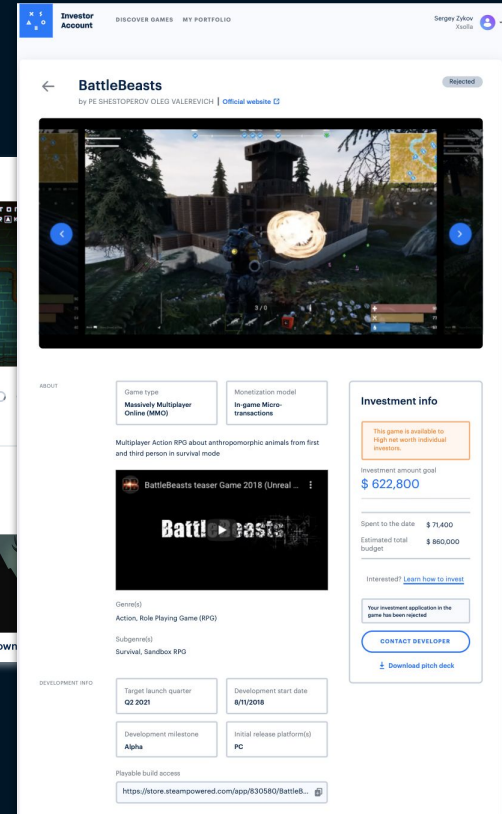 X S
A O
B
Investor
Account
DISCOVER GAMES MY PORTFOLIO
Sergey Zykov
Xsolla
BattleBeasts
Rejected
by PE SHESTOPEROV OLEG VALEREVICH | Official website
3 / 6
ABOUT
Game type
Massively Multiplayer
Online (MMO)
Monetization model
In-game Micro-
transactions
Multiplayer Action RPG about anthropomorphic animals from first
and third person in survival mode
BattleBeasts teaser Game 2018 (Unreal ...
Genre(s)
Action, Role Playing Game (RPG)
Subgenre(s)
Survival, Sandbox RPG
Investment info
This game is available to
High net worth individual
Investors.
Investment amount
goal
$ 622,800
Spent to the date $ 71,400
Estimated total
budget
$ 860,000
Interested? Learn how to invest
Your investment application in the
game has been rejected
CONTACT DEVELOPER
Download pitch deck
DEVELOPMENT INFO
Target launch quarter
Q2 2021
Development start date
8/11/2018
Development milestone
Alpha
Initial release platform(s)
PC
Playable build access
https://store.steampowered.com/app/830580/BattleB...